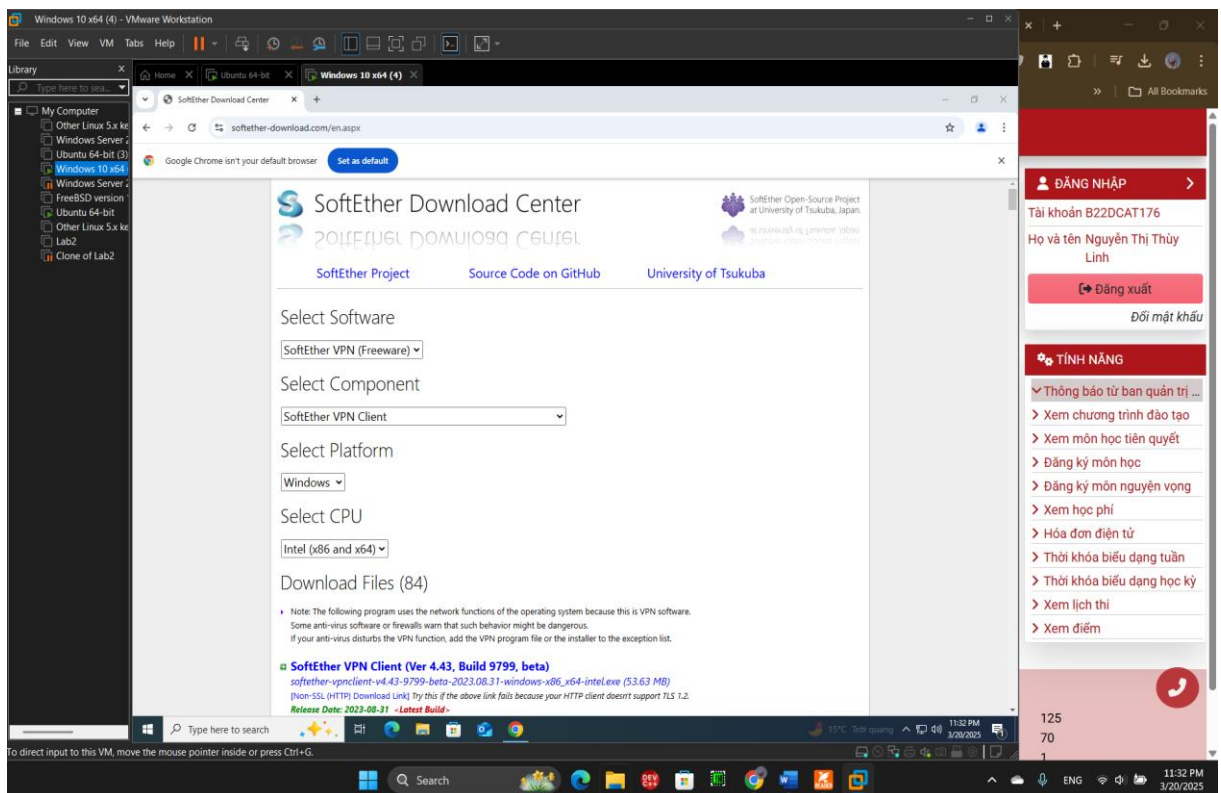 Windows 10 x64 (4) - VMware Workstation
File Edit View VM Tabs Help
Library X
Type here to sea...
My Computer
Other Linux 5.x ke
Windows Server 2
Ubuntu 64-bit (3)
Windows 10 x64
Windows Server 2
FreeBSD version
Ubuntu 64-bit
Other Linux 5.x ke
Lab2
Clone of Lab2
Home Ubuntu 64-bit Windows 10 x64 (4)
SoftEther Download Center
softether-download.com/en.aspx
Google Chrome isn't your default browser Set as default
SoftEther Download Center
SoftEther Open-Source Project
at University of Tsukuba, Japan.
SoftEther Project Source Code on GitHub University of Tsukuba
Select Software
SoftEther VPN (Freeware)
Select Component
SoftEther VPN Client
Select Platform
Windows
Select CPU
Intel (x86 and x64)
Download Files (84)
Note: The following program uses the network functions of the operating system because this is VPN software.
Some anti-virus software or firewalls warn that such behavior might be dangerous.
If your anti-virus disturbs the VPN function, add the VPN program file or the installer to the exception list.
SoftEther VPN Client (Ver 4.43, Build 9799, beta)
softether-vpnclient-v4.43-9799-beta-2023.08.31-windows-x86_x64-intel.exe (53.63 MB)
[Non-SSL (HTTP) Download Link] Try this if the above link fails because your HTTP client doesn't support TLS 1.2.
Release Date: 2023-08-31 <Latest Build>
Type here to search
15°C Trời quang
11:32 PM
3/20/2025
To direct input to this VM, move the mouse pointer inside or press Ctrl+G.
» All Bookmarks
ĐĂNG NHẬP
Tài khoản B22DCAT176
Họ và tên Nguyễn Thị Thùy
Linh
Đăng xuất
Đổi mật khẩu
TÍNH NĂNG
Thông báo từ ban quản trị ...
Xem chương trình đào tạo
Xem môn học tiên quyết
Đăng ký môn học
Đăng ký môn nguyện vọng
Xem học phí
Hóa đơn điện tử
Thời khóa biểu dạng tuần
Thời khóa biểu dạng học kỳ
Xem lịch thi
Xem điểm
125
70
1
Search
ENG
11:32 PM
3/20/2025